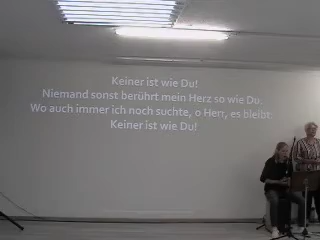 Keiner ist wie Du!
Niemand sonst berührt mein Herz so wie Du.
Wo auch immer ich noch suchte, o Herr, es bleibt:
Keiner ist wie Du!